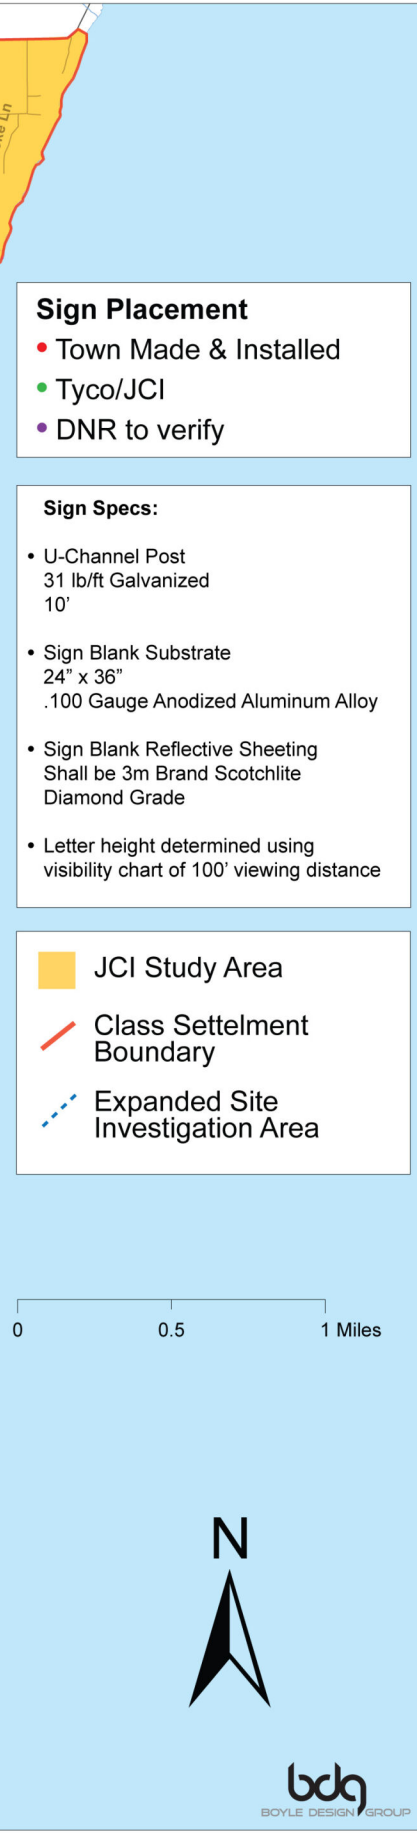 Ln
Sign Placement
• Town Made & Installed
• Tyco/JCI
• DNR to verify
Sign Specs:
• U-Channel Post
31 lb/ft Galvanized
10’
• Sign Blank Substrate
24” x 36”
.100 Gauge Anodized Aluminum Alloy
• Sign Blank Reflective Sheeting
Shall be 3m Brand Scotchlite
Diamond Grade
• Letter height determined using
visibility chart of 100’ viewing distance
JCI Study Area
Class Settelment
Boundary
Expanded Site
Investigation Area
0 0.5 1 Miles
N
bdg
BOYLE DESIGN GROUP